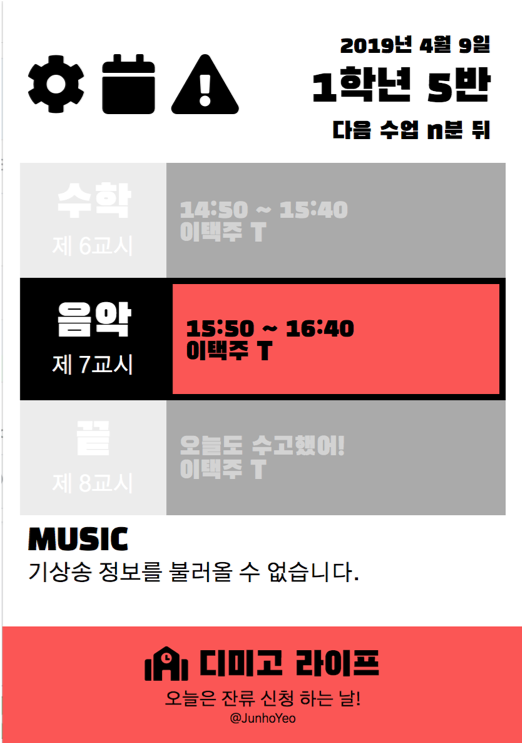 2019년 4월 9일
1학년 5반
다음 수업 n분 뒤
수학
제 6교시
14:50 ~ 15:40
이택주 T
음악
제 7교시
15:50 ~ 16:40
이택주 T
끝
제 8교시
오늘도 수고했어!
이택주 T
MUSIC
기상송 정보를 불러올 수 없습니다.
디미고 라이프
오늘은 잔류 신청 하는 날!
@JunhoYeo